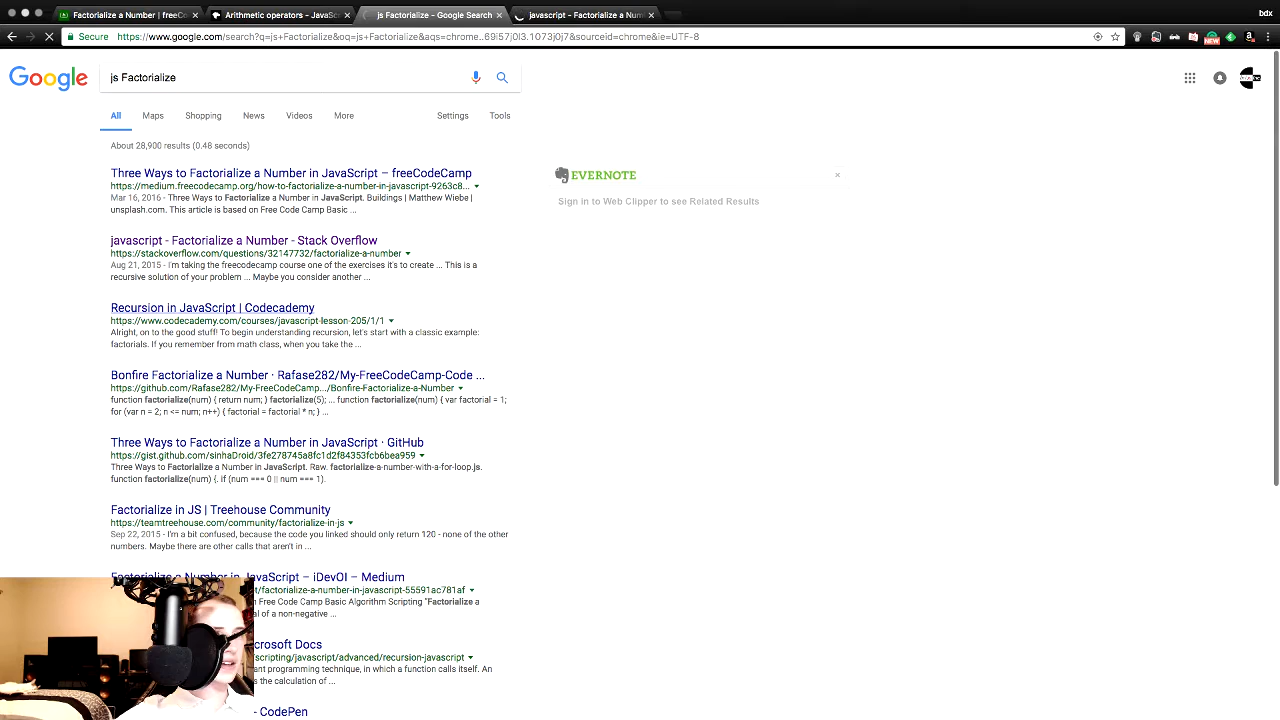 Factorialize a Number | freeC
Arithmetic operators - JavaSc
js Factorialize - Google Search
javascript - Factorialize a Num
bdx
Secure
https://www.google.com/search?q=js+Factorialize&oq=js+Factorialize&aqs=chrome..69i57j0l3.1073j0j7&sourceid=chrome&ie=UTF-8
NEW
Google
js Factorialize
All Maps Shopping News Videos More Settings Tools
About 28,900 results (0.48 seconds)
Three Ways to Factorialize a Number in JavaScript – freeCodeCamp
https://medium.freecodecamp.org/how-to-factorialize-a-number-in-javascript-9263c8...
Mar 16, 2016 - Three Ways to Factorialize a Number in JavaScript. Buildings | Matthew Wiebe |
unsplash.com. This article is based on Free Code Camp Basic ...
EVERNOTE
Sign in to Web Clipper to see Related Results
javascript - Factorialize a Number - Stack Overflow
https://stackoverflow.com/questions/32147732/factorialize-a-number
Aug 21, 2015 - I'm taking the freecodecamp course one of the exercises it's to create ... This is a
recursive solution of your problem ... Maybe you consider another ...
Recursion in JavaScript | Codecademy
https://www.codecademy.com/courses/javascript-lesson-205/1/1
Alright, on to the good stuff! To begin understanding recursion, let's start with a classic example:
factorials. If you remember from math class, when you take the ...
Bonfire Factorialize a Number · Rafase282/My-FreeCodeCamp-Code ...
https://github.com/Rafase282/My-FreeCodeCamp.../Bonfire-Factorialize-a-Number
function factorialize(num) { return num; } factorialize(5); ... function factorialize(num) { var factorial = 1;
for (var n = 2; n <= num; n++) { factorial = factorial * n; } ...
Three Ways to Factorialize a Number in JavaScript · GitHub
https://gist.github.com/sinhaDroid/3fe278745a8fc1d2f84353fcb6bea959
Three Ways to Factorialize a Number in JavaScript. Raw. factorialize-a-number-with-a-for-loop.js.
function factorialize(num) {. if (num === 0 || num === 1).
Factorialize in JS | Treehouse Community
https://teamtreehouse.com/community/factorialize-in-js
Sep 22, 2015 - I'm a bit confused, because the code you linked should only return 120 - none of the other
numbers. Maybe there are other calls that aren't in ...
Factorialize a Number in JavaScript – iDevOI – Medium
t/factorialize-a-number-in-javascript-55591ac781af
n Free Code Camp Basic Algorithm Scripting "Factorialize a
al of a non-negative ...
crosoft Docs
scripting/javascript/advanced/recursion-javascript
ant programming technique, in which a function calls itself. An
s the calculation of ...
- CodePen